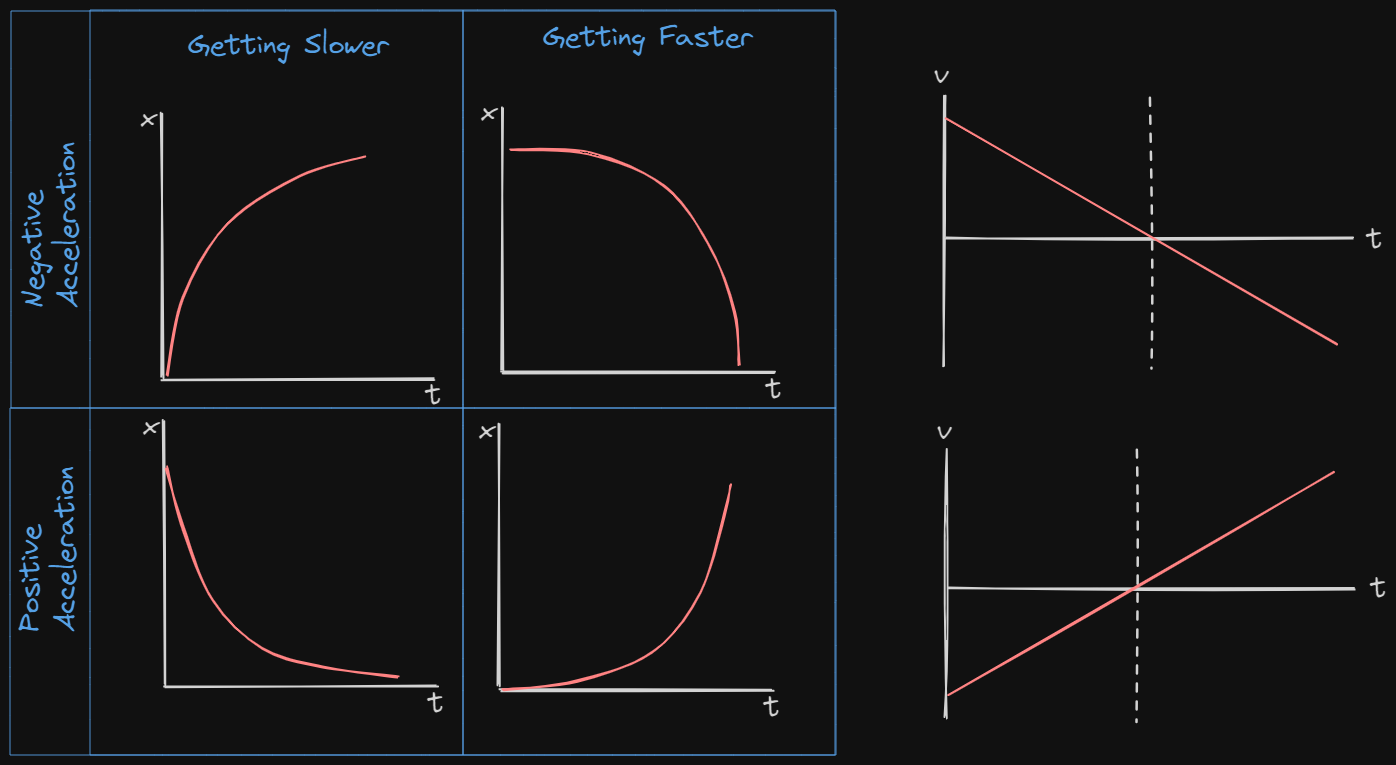 Getting Slower
Getting Faster
Negative
Acceleration
x
t
x
t
v
t
Positive
Acceleration
x
t
x
t
v
t